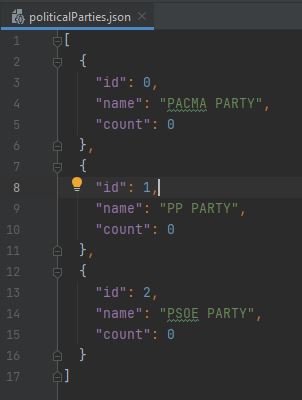 politicalParties.json
1 [
2 {
3 "id": 0,
4 "name": "PACMA PARTY",
5 "count": 0
6 },
7 {
8 "id": 1,
9 "name": "PP PARTY",
10 "count": 0
11 },
12 {
13 "id": 2,
14 "name": "PSOE PARTY",
15 "count": 0
16 }
17 ]